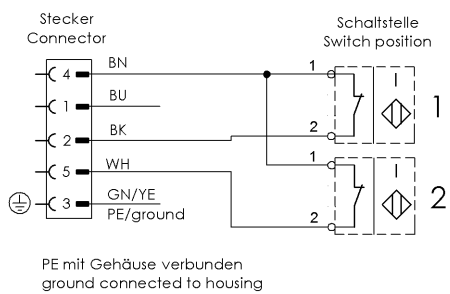 Stecker
Connector
Schaltstelle
Switch position
4 BN
1 BU
2 BK
5 WH
3 GN/YE
PE/ground
1
2
1
1
2
2
PE mit Gehäuse verbunden
ground connected to housing